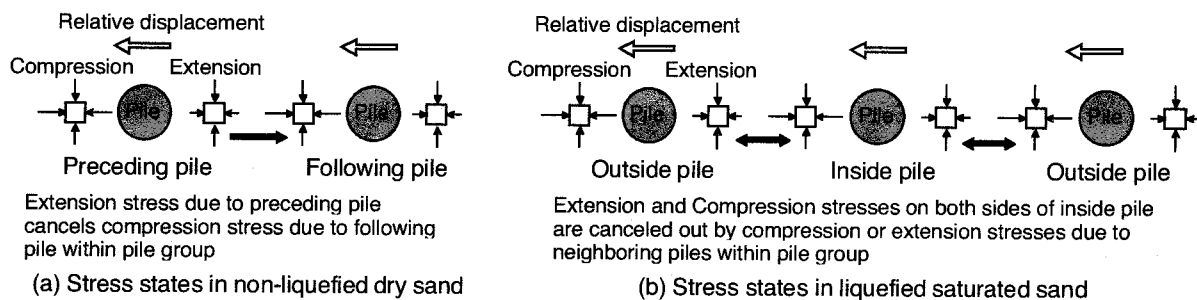 Relative displacement
Compression Extension
Pile Pile
Preceding pile Following pile
Extension stress due to preceding pile
cancels compression stress due to following
pile within pile group
(a) Stress states in non-liquefied dry sand
Relative displacement
Compression Extension
Pile Pile Pile
Outside pile Inside pile Outside pile
Extension and Compression stresses on both sides of inside pile
are canceled out by compression or extension stresses due to
neighboring piles within pile group
(b) Stress states in liquefied saturated sand